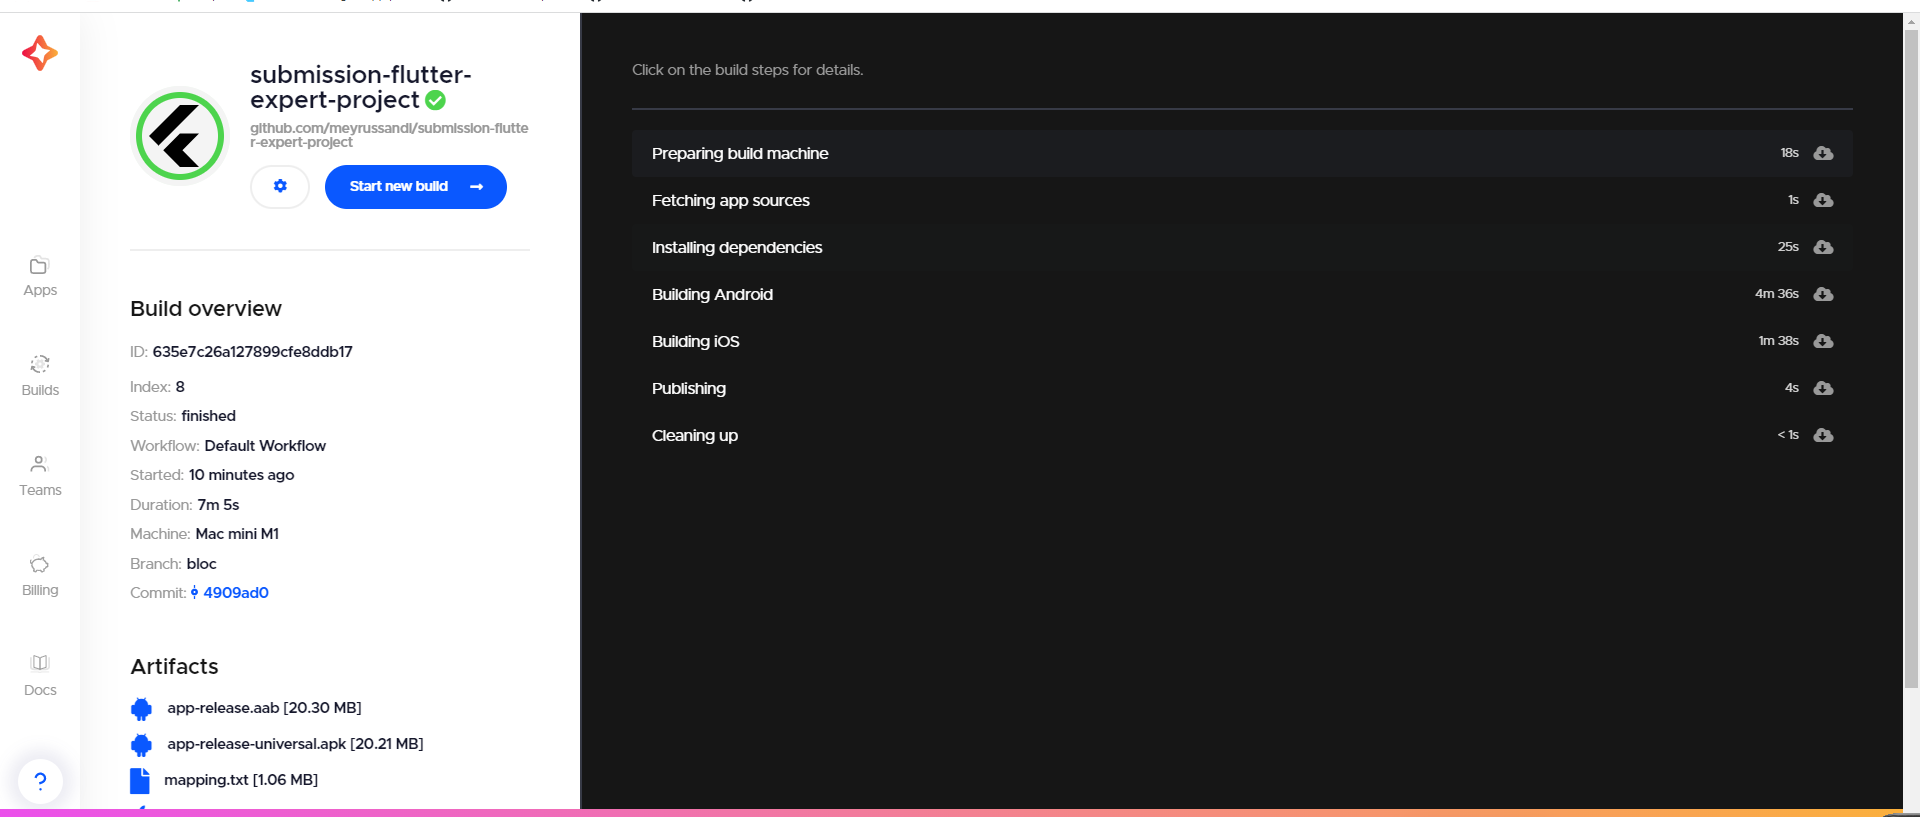 submission-flutter-
expert-project
github.com/meyrussandi/submission-flutte
r-expert-project
Start new build
Apps
Builds
Teams
Billing
Docs
?
Build overview
ID: 635e7c26a127899cfe8ddb17
Index: 8
Status: finished
Workflow: Default Workflow
Started: 10 minutes ago
Duration: 7m 5s
Machine: Mac mini M1
Branch: bloc
Commit: 4909ad0
Artifacts
app-release.aab [20.30 MB]
app-release-universal.apk [20.21 MB]
mapping.txt [1.06 MB]
Click on the build steps for details.
Preparing build machine 18s
Fetching app sources 1s
Installing dependencies 25s
Building Android 4m 36s
Building iOS 1m 38s
Publishing 4s
Cleaning up < 1s